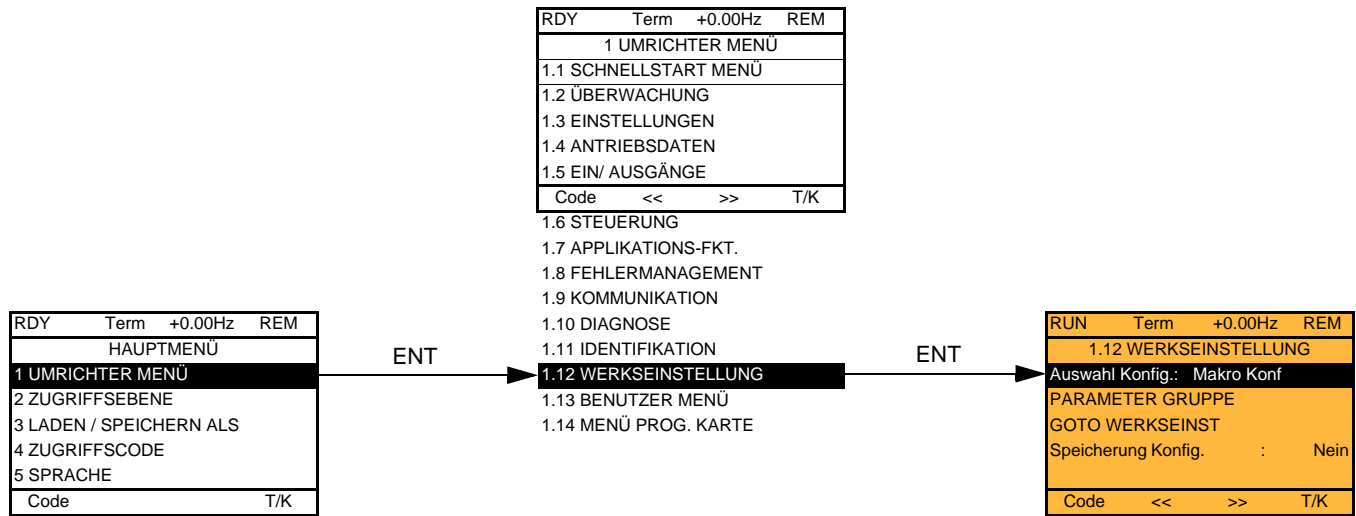 RDY Term +0.00Hz REM
1 UMRICHTER MENÜ
1.1 SCHNELLSTART MENÜ
1.2 ÜBERWACHUNG
1.3 EINSTELLUNGEN
1.4 ANTRIEBSDATEN
1.5 EIN/ AUSGÄNGE
Code << >> T/K
1.6 STEUERUNG
1.7 APPLIKATIONS-FKT.
1.8 FEHLERMANAGEMENT
1.9 KOMMUNIKATION
1.10 DIAGNOSE
1.11 IDENTIFIKATION
1.12 WERKSEINSTELLUNG
1.13 BENUTZER MENÜ
1.14 MENÜ PROG. KARTE
RDY Term +0.00Hz REM
HAUPTMENÜ
1 UMRICHTER MENÜ
2 ZUGRIFFSEBENE
3 LADEN / SPEICHERN ALS
4 ZUGRIFFSCODE
5 SPRACHE
Code T/K
ENT
ENT
RUN Term +0.00Hz REM
1.12 WERKSEINSTELLUNG
Auswahl Konfig.: Makro Konf
PARAMETER GRUPPE
GOTO WERKSEINST
Speicherung Konfig. : Nein
Code << >> T/K